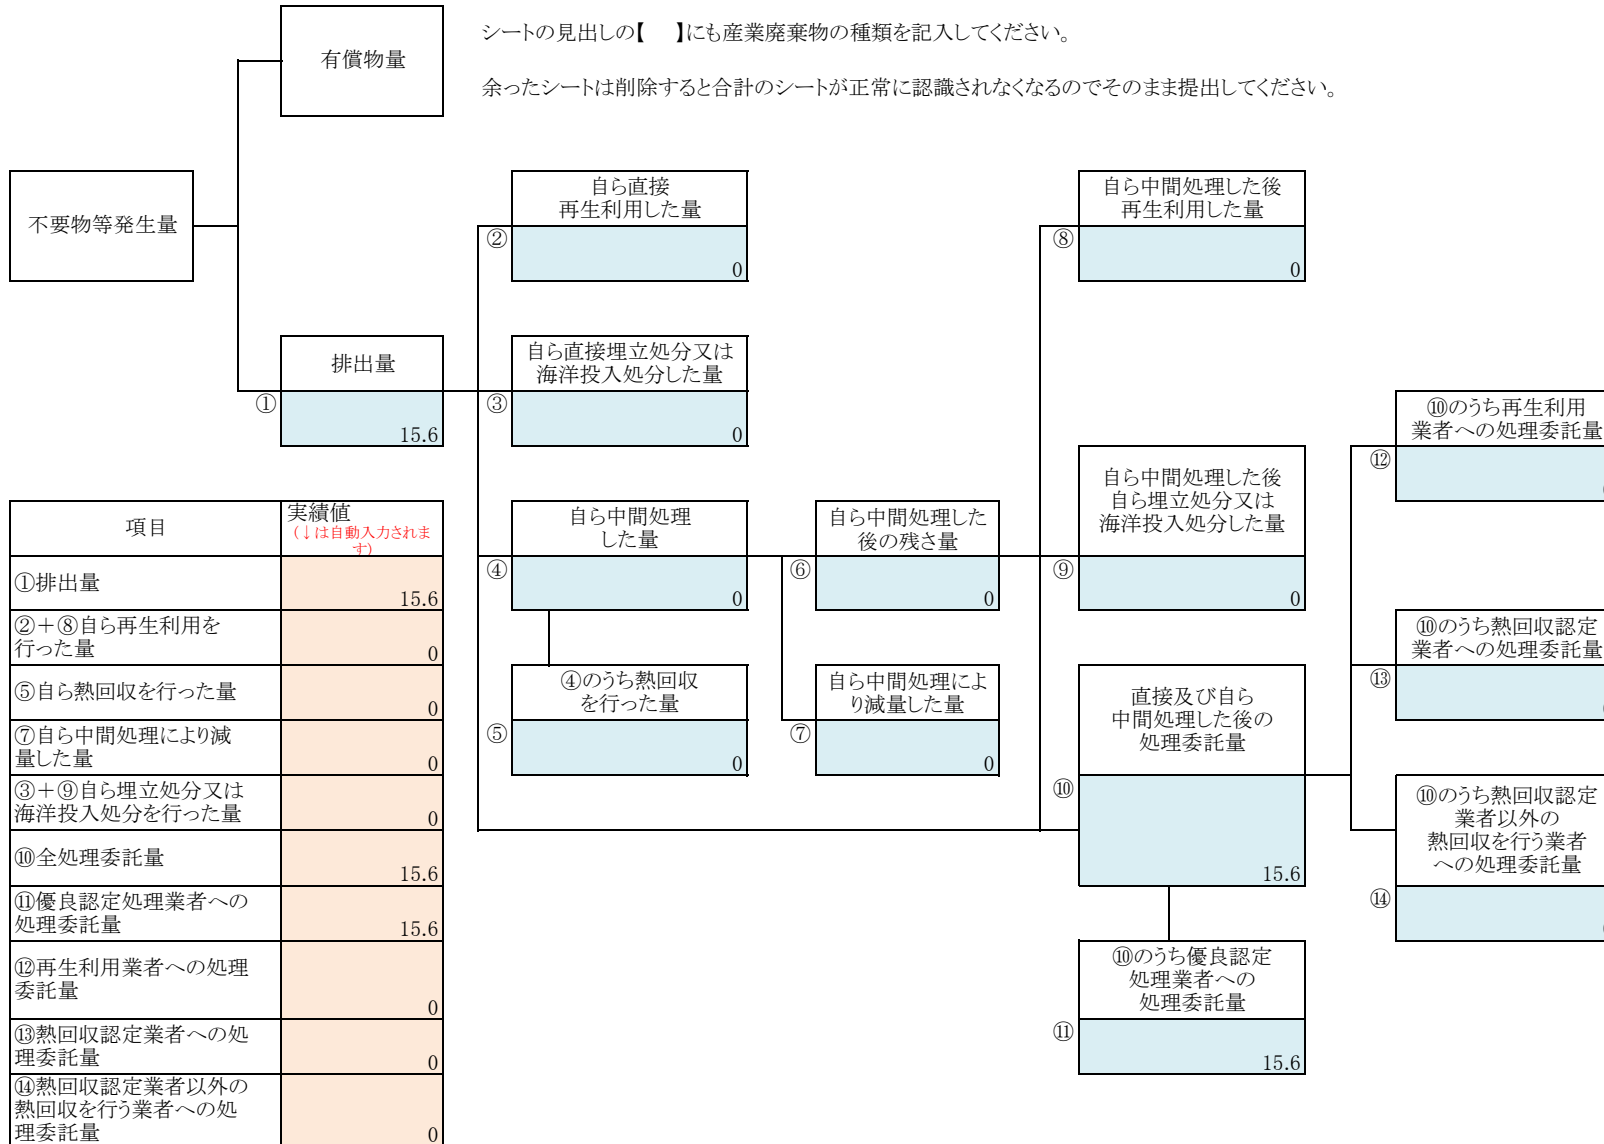 シートの見出しの【　】にも産業廃棄物の種類を記入してください。
有償物量
余ったシートは削除すると合計のシートが正常に認識されなくなるのでそのまま提出してください。
不要物等発生量
自ら直接
再生利用した量
②
0
自ら中間処理した後
再生利用した量
⑧
0
排出量
①
15.6
自ら直接埋立処分又は
海洋投入処分した量
③
0
⑩のうち再生利用
業者への処理委託量
⑫
自ら中間処理
した量
④
0
自ら中間処理した
後の残さ量
⑥
0
自ら中間処理した後
自ら埋立処分又は
海洋投入処分した量
⑨
0
⑩のうち熱回収認定
業者への処理委託量
⑬
④のうち熱回収
を行った量
⑤
0
自ら中間処理によ
り減量した量
⑦
0
直接及び自ら
中間処理した後の
処理委託量
⑩
15.6
⑩のうち熱回収認定
業者以外の
熱回収を行う業者
への処理委託量
⑭
⑩のうち優良認定
処理業者への
処理委託量
⑪
15.6
項目
実績値
（↓は自動入力されま
す）
①排出量
15.6
②＋⑧自ら再生利用を
行った量
0
⑤自ら熱回収を行った量
0
⑦自ら中間処理により減
量した量
0
③＋⑨自ら埋立処分又は
海洋投入処分を行った量
0
⑩全処理委託量
15.6
⑪優良認定処理業者への
処理委託量
15.6
⑫再生利用業者への処理
委託量
0
⑬熱回収認定業者への処
理委託量
0
⑭熱回収認定業者以外の
熱回収を行う業者への処
理委託量
0